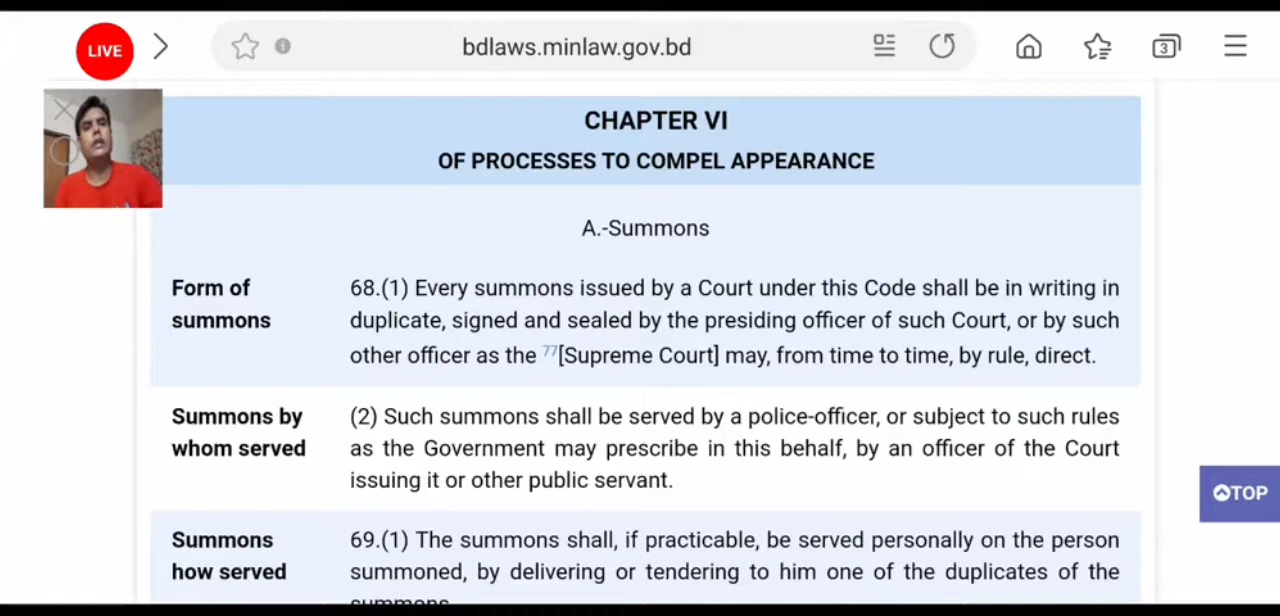 LIVE
bdlaws.minlaw.gov.bd
3
CHAPTER VI
OF PROCESSES TO COMPEL APPEARANCE
A.-Summons
Form of
summons
68.(1) Every summons issued by a Court under this Code shall be in writing in
duplicate, signed and sealed by the presiding officer of such Court, or by such
other officer as the 77[Supreme Court] may, from time to time, by rule, direct.
Summons by
whom served
(2) Such summons shall be served by a police-officer, or subject to such rules
as the Government may prescribe in this behalf, by an officer of the Court
issuing it or other public servant.
TOP
Summons
how served
69.(1) The summons shall, if practicable, be served personally on the person
summoned, by delivering or tendering to him one of the duplicates of the
summons